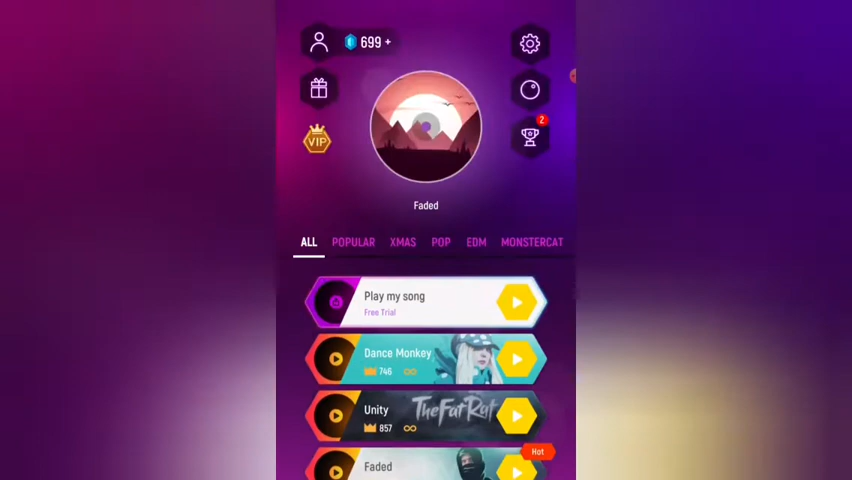 699 +
VIP
2
Faded
ALL POPULAR XMAS POP EDM MONSTERCAT
Play my song
Free Trial
Dance Monkey
746
Unity
857
TheFatRat
Hot
Faded